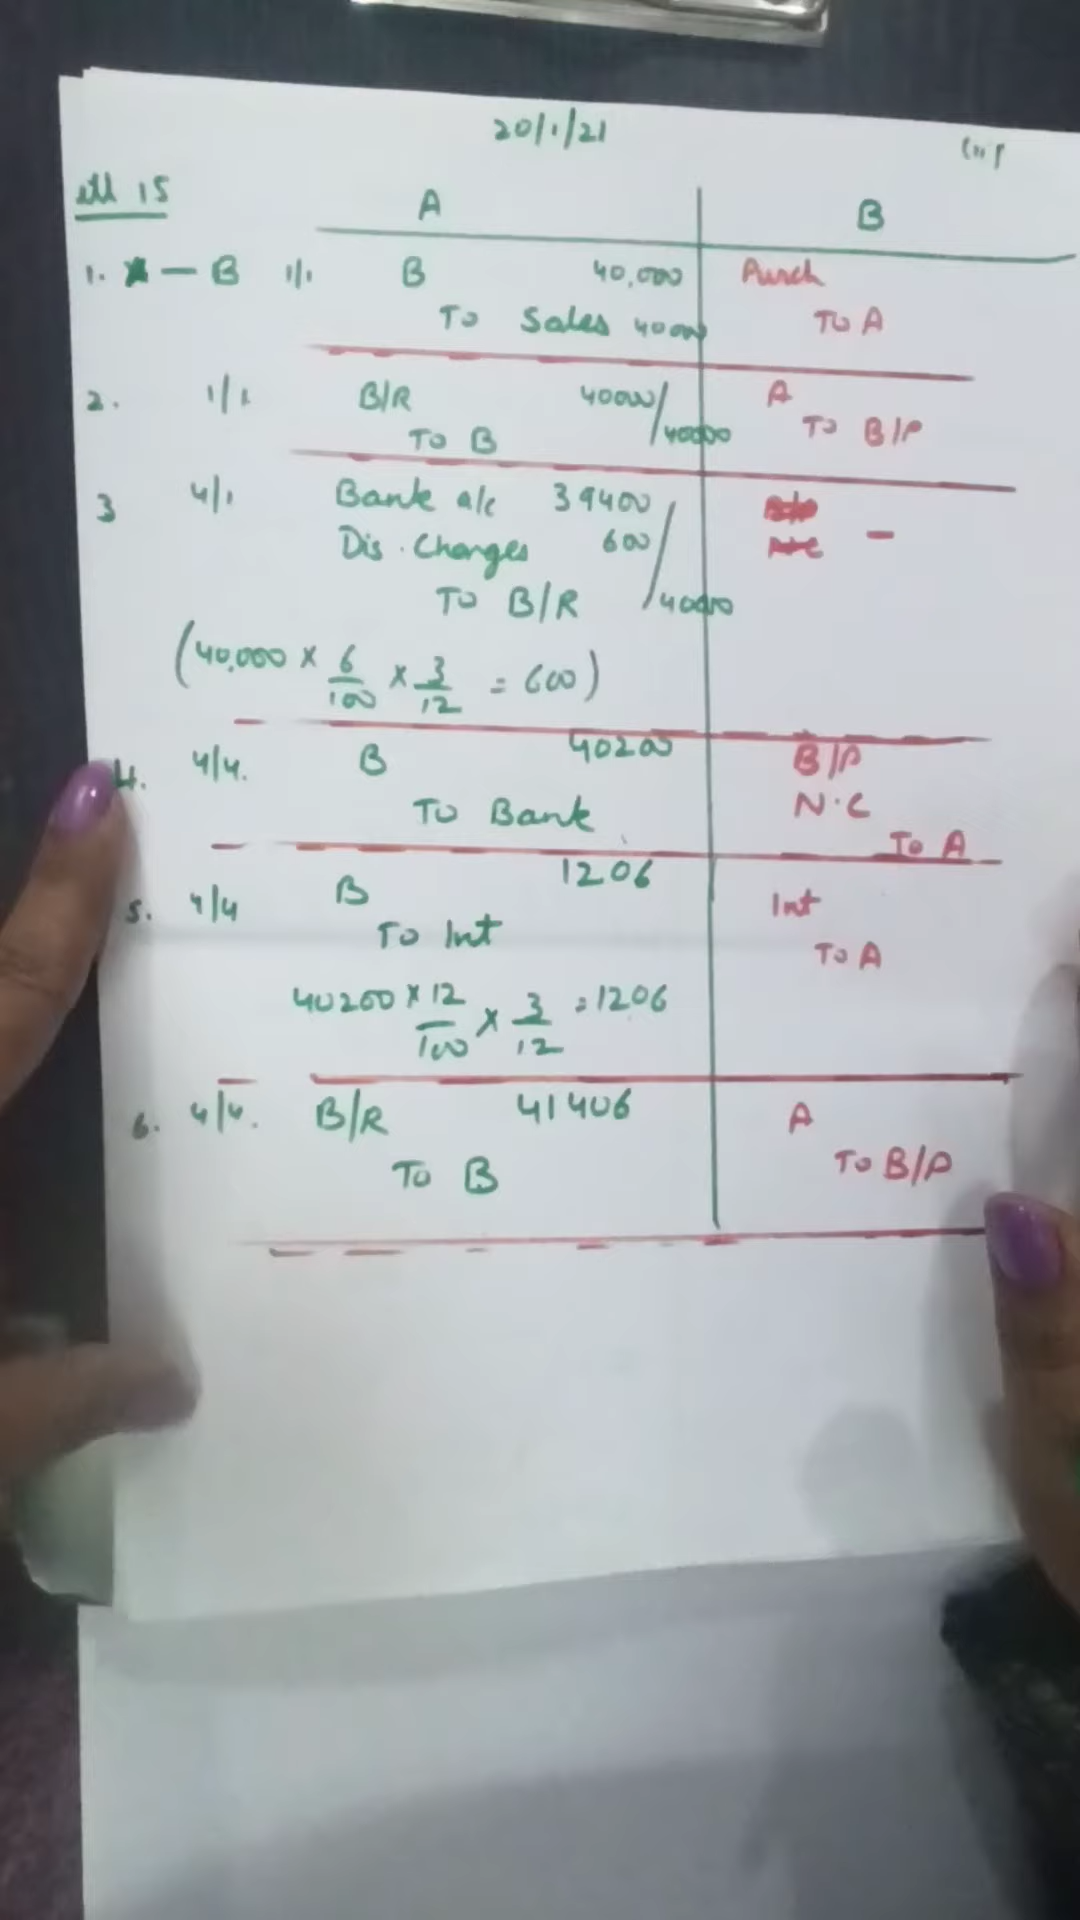 20/1/21
ill 15
A B
1. - B 1/1. B 40,000 Purch
To Sales 40000 To A
2. 1/1. B/R 40000/ A
To B /40000 To B/P
3 4/1 Bank a/c 39400 -
Dis. Charges 600
To B/R /40000
(40,000 × 6/100 × 3/12 = 600)
4. 4/4. B 40200 B/P
To Bank N.C
To A
5. 4/4 B 1206 Int
To Int To A
40200 × 12/100 × 3/12 = 1206
6. 4/4. B/R 41406 A
To B To B/P